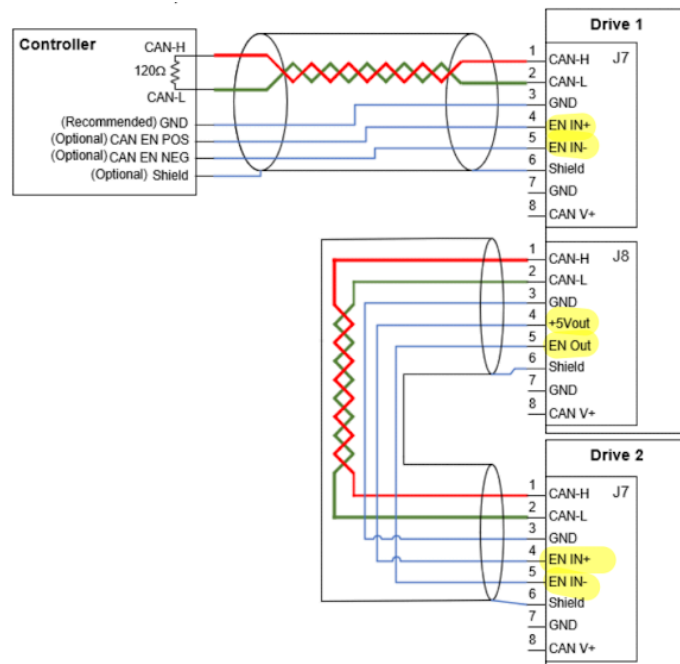 Controller
CAN-H
120Ω
CAN-L
(Recommended) GND
(Optional) CAN EN POS
(Optional) CAN EN NEG
(Optional) Shield
Drive 1
J7
1 CAN-H
2 CAN-L
3 GND
4 EN IN+
5 EN IN-
6 Shield
7 GND
8 CAN V+
J8
1 CAN-H
2 CAN-L
3 GND
4 +5Vout
5 EN Out
6 Shield
7 GND
8 CAN V+
Drive 2
J7
1 CAN-H
2 CAN-L
3 GND
4 EN IN+
5 EN IN-
6 Shield
7 GND
8 CAN V+